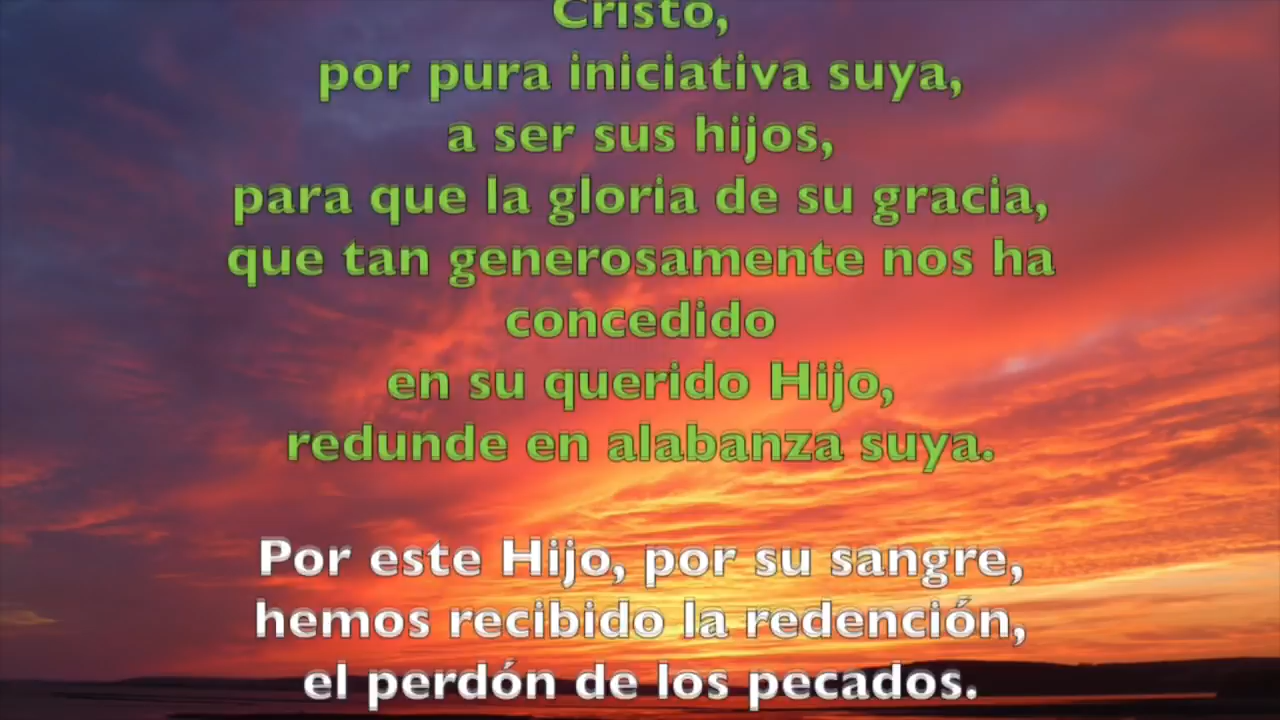 Cristo,
por pura iniciativa suya,
a ser sus hijos,
para que la gloria de su gracia,
que tan generosamente nos ha
concedido
en su querido Hijo,
redunde en alabanza suya.
Por este Hijo, por su sangre,
hemos recibido la redención,
el perdón de los pecados.